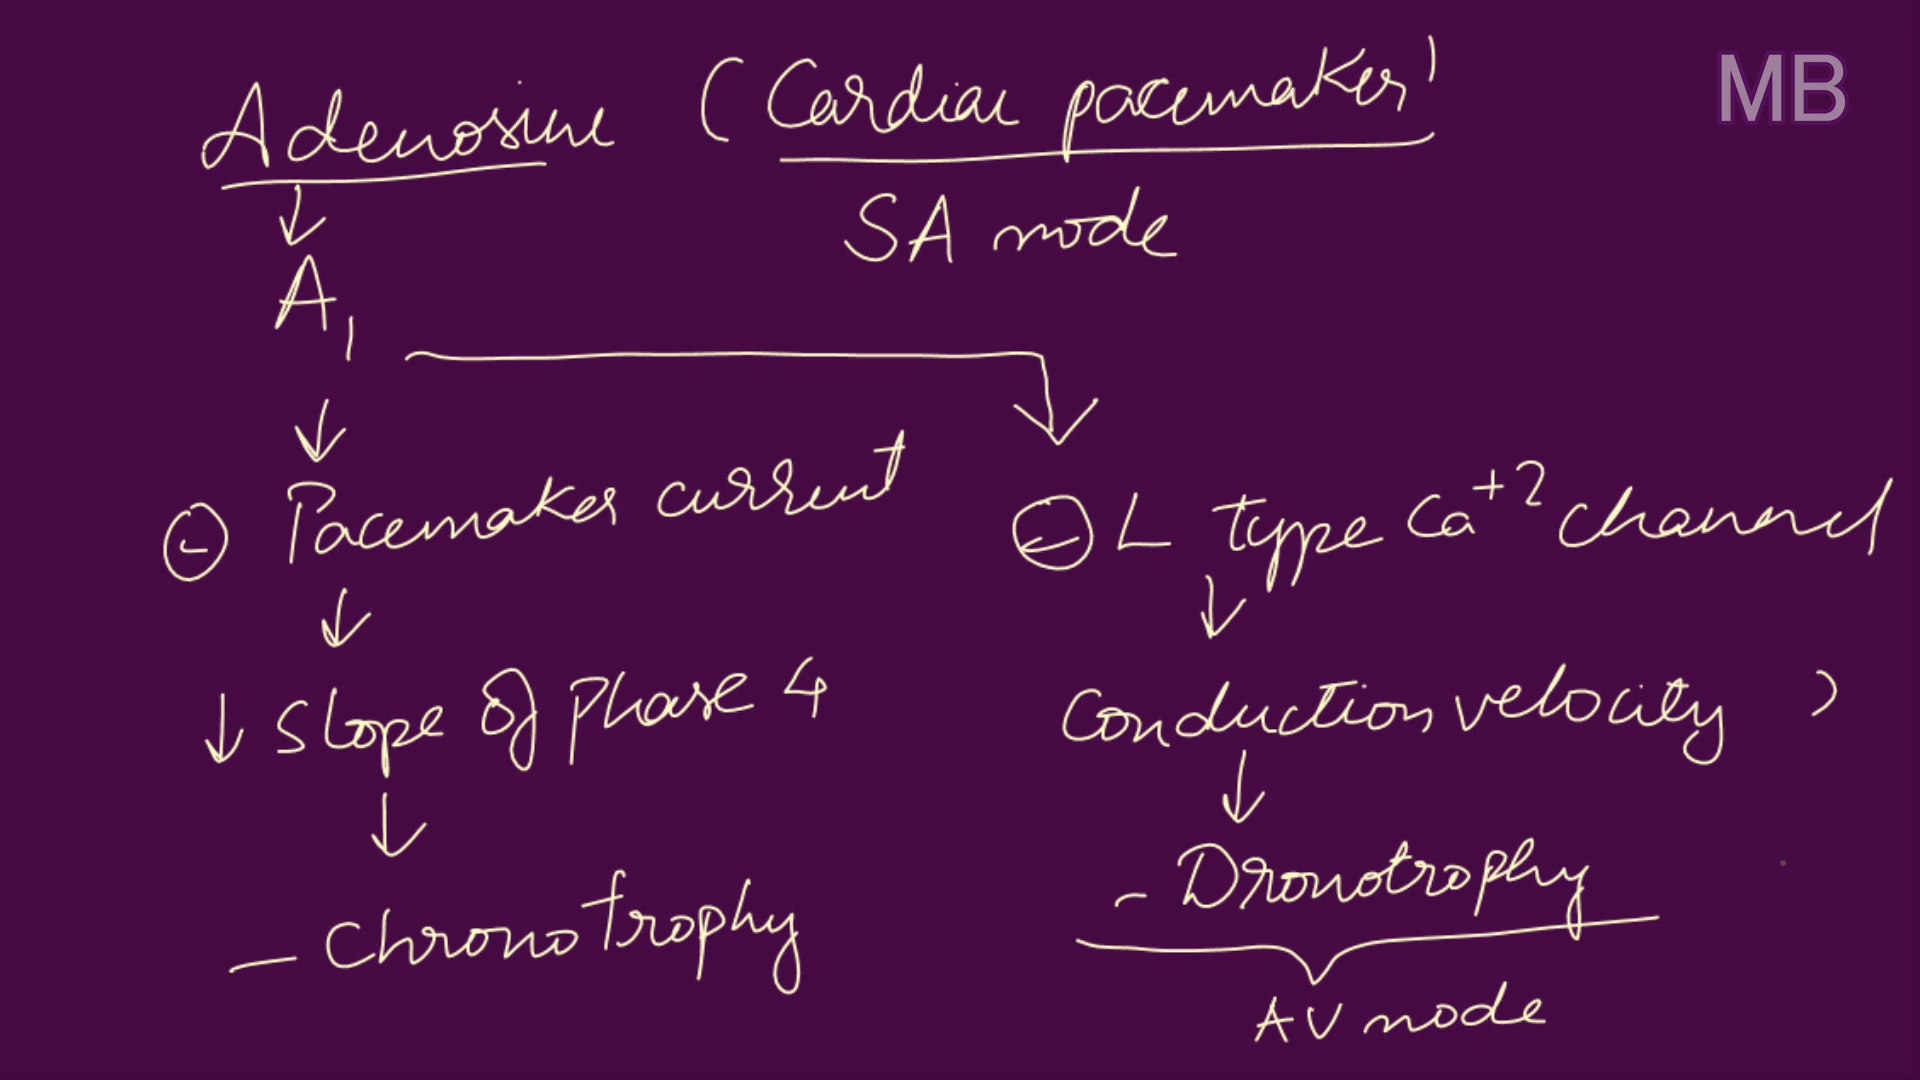 Adenosine (Cardiac pacemaker)
MB
SA node
A1
⊖ Pacemaker current
⊖ L type Ca+2 channel
↓ Slope of phase 4
Conduction velocity )
- Chronotrophy
- Dronotrophy
AV node